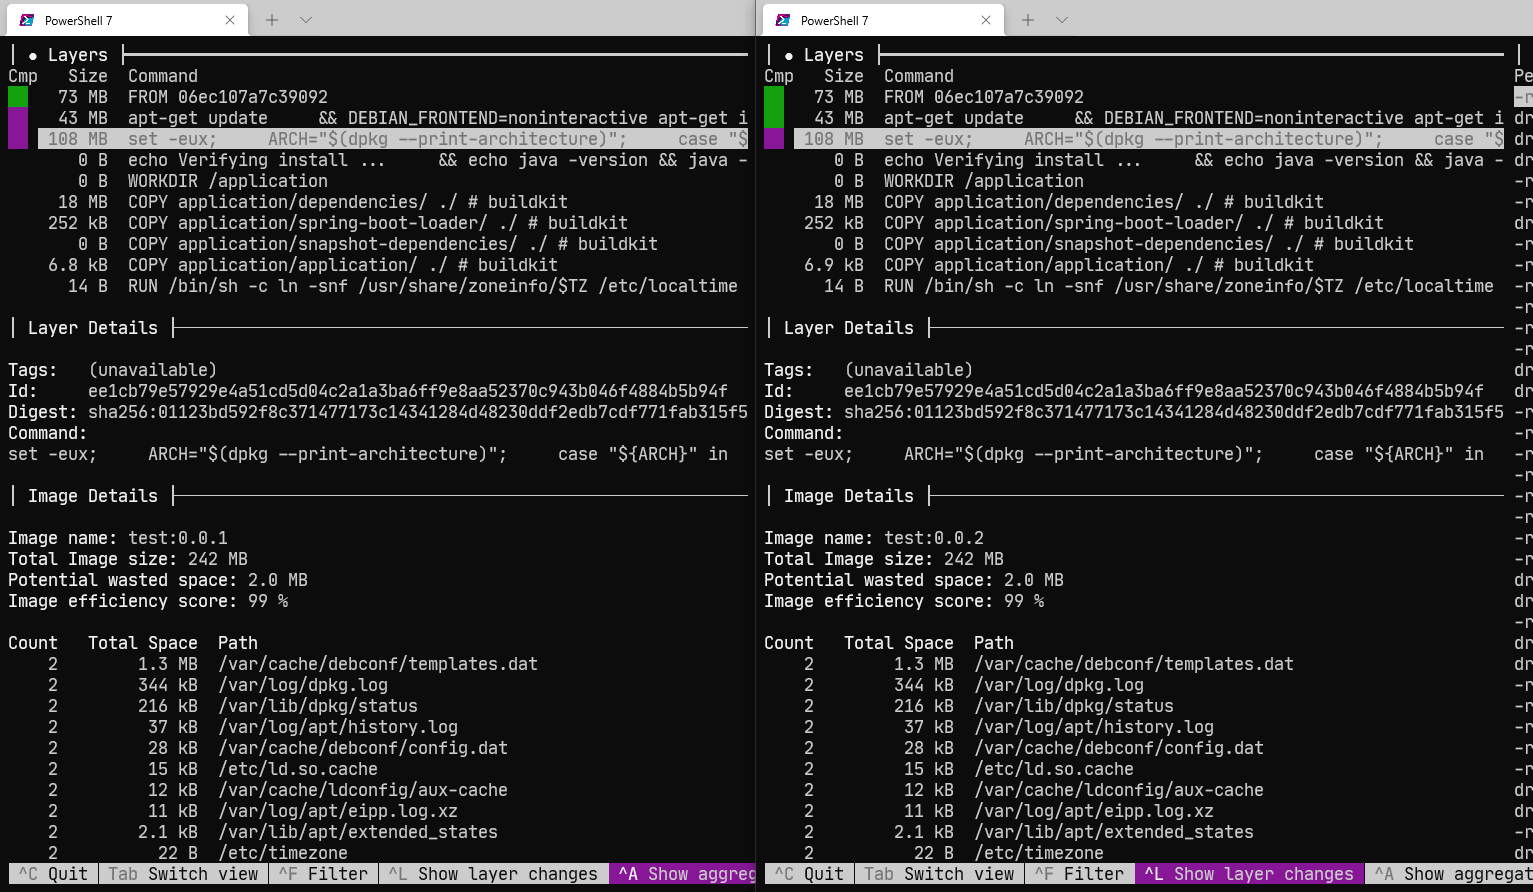 PowerShell 7
● Layers
Cmp Size Command
73 MB FROM 06ec107a7c39092
43 MB apt-get update && DEBIAN_FRONTEND=noninteractive apt-get i
108 MB set -eux; ARCH="$(dpkg --print-architecture)"; case "$
0 B echo Verifying install ... && echo java -version && java -
0 B WORKDIR /application
18 MB COPY application/dependencies/ ./ # buildkit
252 kB COPY application/spring-boot-loader/ ./ # buildkit
0 B COPY application/snapshot-dependencies/ ./ # buildkit
6.8 kB COPY application/application/ ./ # buildkit
14 B RUN /bin/sh -c ln -snf /usr/share/zoneinfo/$TZ /etc/localtime
Layer Details
Tags: (unavailable)
Id: ee1cb79e57929e4a51cd5d04c2a1a3ba6ff9e8aa52370c943b046f4884b5b94f
Digest: sha256:01123bd592f8c371477173c14341284d48230ddf2edb7cdf771fab315f5
Command:
set -eux; ARCH="$(dpkg --print-architecture)"; case "${ARCH}" in
Image Details
Image name: test:0.0.1
Total Image size: 242 MB
Potential wasted space: 2.0 MB
Image efficiency score: 99 %
Count Total Space Path
2 1.3 MB /var/cache/debconf/templates.dat
2 344 kB /var/log/dpkg.log
2 216 kB /var/lib/dpkg/status
2 37 kB /var/log/apt/history.log
2 28 kB /var/cache/debconf/config.dat
2 15 kB /etc/ld.so.cache
2 12 kB /var/cache/ldconfig/aux-cache
2 11 kB /var/log/apt/eipp.log.xz
2 2.1 kB /var/lib/apt/extended_states
2 22 B /etc/timezone
^C Quit Tab Switch view ^F Filter ^L Show layer changes ^A Show aggreg
PowerShell 7
● Layers
Cmp Size Command Pe
73 MB FROM 06ec107a7c39092 -r
43 MB apt-get update && DEBIAN_FRONTEND=noninteractive apt-get i dr
108 MB set -eux; ARCH="$(dpkg --print-architecture)"; case "$ dr
0 B echo Verifying install ... && echo java -version && java - dr
0 B WORKDIR /application -r
18 MB COPY application/dependencies/ ./ # buildkit -r
252 kB COPY application/spring-boot-loader/ ./ # buildkit dr
0 B COPY application/snapshot-dependencies/ ./ # buildkit -r
6.9 kB COPY application/application/ ./ # buildkit -r
14 B RUN /bin/sh -c ln -snf /usr/share/zoneinfo/$TZ /etc/localtime -r
-r
Layer Details -r
-r
Tags: (unavailable) dr
Id: ee1cb79e57929e4a51cd5d04c2a1a3ba6ff9e8aa52370c943b046f4884b5b94f dr
Digest: sha256:01123bd592f8c371477173c14341284d48230ddf2edb7cdf771fab315f5 -r
Command: -r
set -eux; ARCH="$(dpkg --print-architecture)"; case "${ARCH}" in -r
-r
Image Details -r
-r
Image name: test:0.0.2 -r
Total Image size: 242 MB -r
Potential wasted space: 2.0 MB dr
Image efficiency score: 99 % dr
-r
Count Total Space Path dr
2 1.3 MB /var/cache/debconf/templates.dat dr
2 344 kB /var/log/dpkg.log -r
2 216 kB /var/lib/dpkg/status -r
2 37 kB /var/log/apt/history.log dr
2 28 kB /var/cache/debconf/config.dat -r
2 15 kB /etc/ld.so.cache -r
2 12 kB /var/cache/ldconfig/aux-cache dr
2 11 kB /var/log/apt/eipp.log.xz dr
2 2.1 kB /var/lib/apt/extended_states -r
2 22 B /etc/timezone dr
^C Quit Tab Switch view ^F Filter ^L Show layer changes ^A Show aggregat